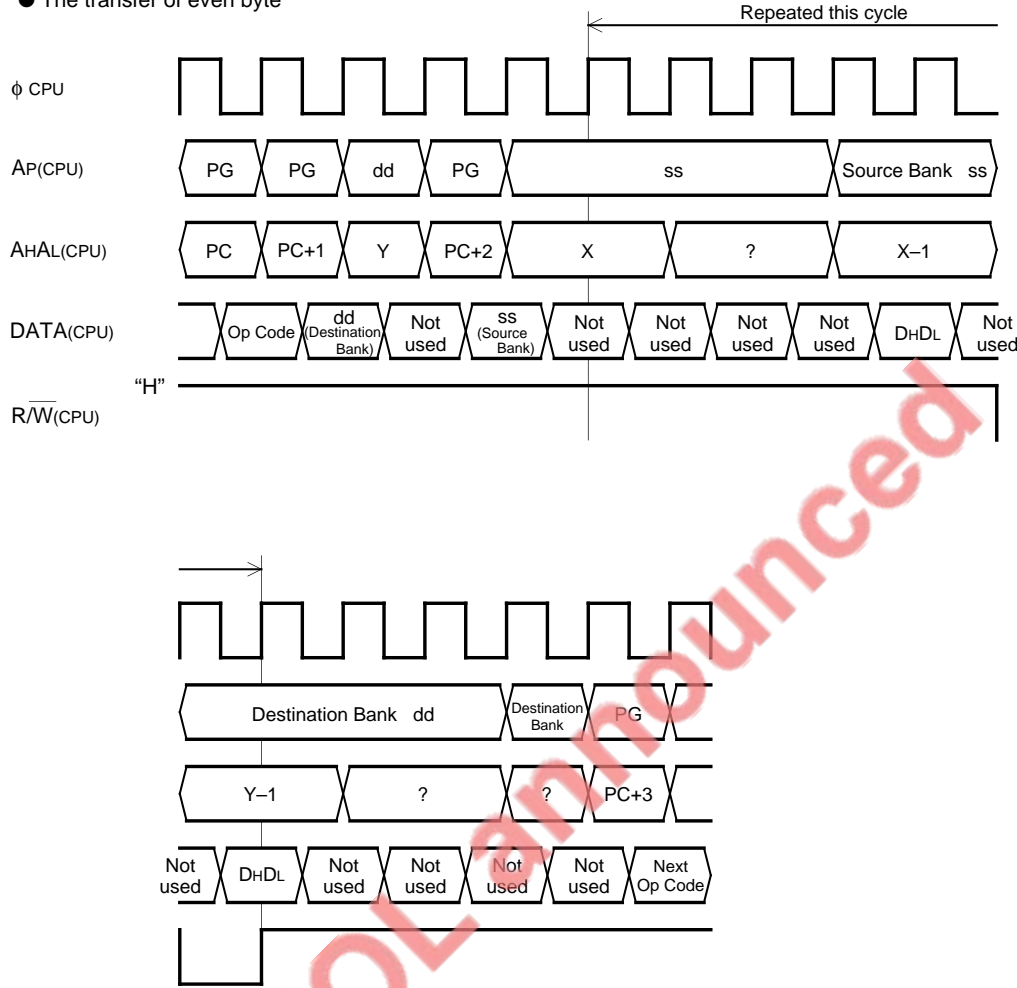 ● The transfer of even byte
Repeated this cycle
ϕ CPU
AP(CPU) PG PG dd PG ss Source Bank ss
AHAL(CPU) PC PC+1 Y PC+2 X ? X–1
DATA(CPU) Op Code dd (Destination Bank) Not used ss (Source Bank) Not used Not used Not used Not used DHDL Not used
“H”
R/W̅(CPU)
Destination Bank dd Destination Bank PG
Y–1 ? ? PC+3
Not used DHDL Not used Not used Not used Not used Next Op Code
OL announced